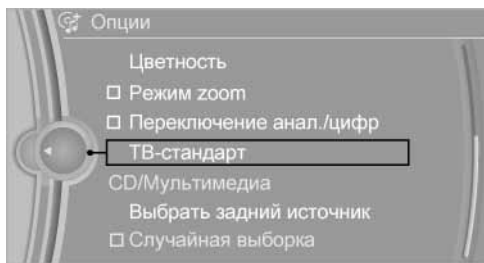 Опции
Цветность
Режим zoom
Переключение анал./цифр
ТВ-стандарт
CD/Мультимедиа
Выбрать задний источник
Случайная выборка